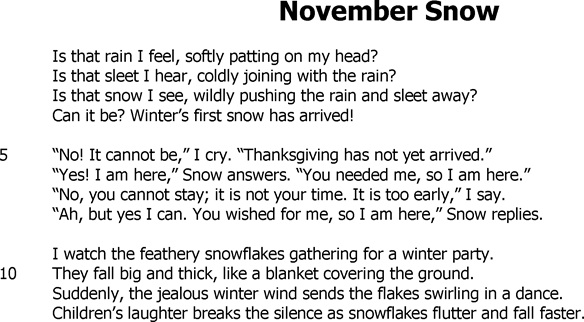 November Snow
Is that rain I feel, softly patting on my head?
Is that sleet I hear, coldly joining with the rain?
Is that snow I see, wildly pushing the rain and sleet away?
Can it be? Winter’s first snow has arrived!
5 “No! It cannot be,” I cry. “Thanksgiving has not yet arrived.”
“Yes! I am here,” Snow answers. “You needed me, so I am here.”
“No, you cannot stay; it is not your time. It is too early,” I say.
“Ah, but yes I can. You wished for me, so I am here,” Snow replies.
I watch the feathery snowflakes gathering for a winter party.
10 They fall big and thick, like a blanket covering the ground.
Suddenly, the jealous winter wind sends the flakes swirling in a dance.
Children’s laughter breaks the silence as snowflakes flutter and fall faster.